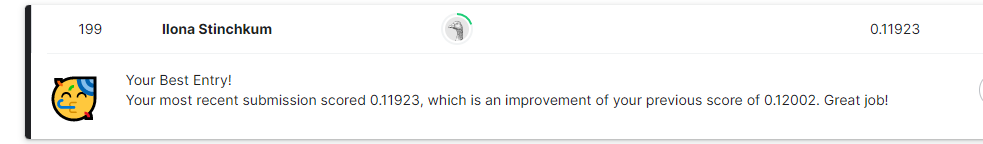 199 Ilona Stinchkum 0.11923
Your Best Entry!
Your most recent submission scored 0.11923, which is an improvement of your previous score of 0.12002. Great job!